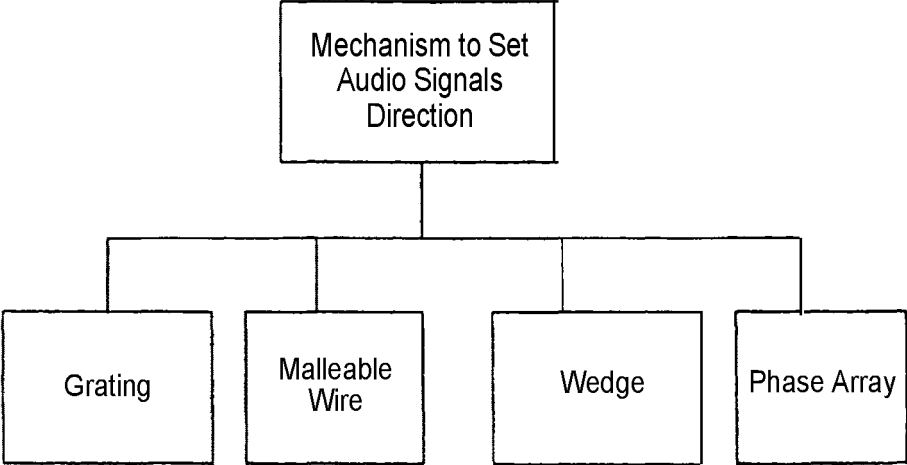 Mechanism to Set
Audio Signals
Direction
Grating
Malleable
Wire
Wedge
Phase Array